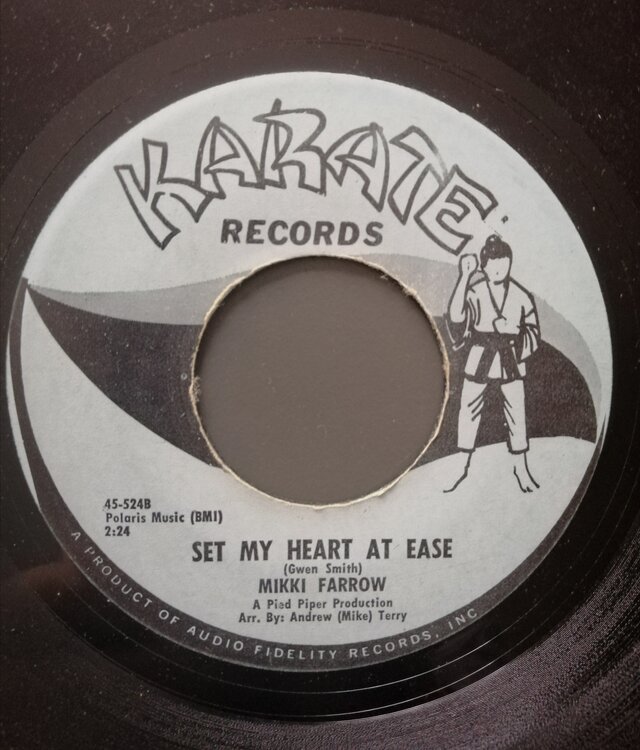 KARATE
RECORDS
45-524B
Polaris Music (BMI)
2:24
SET MY HEART AT EASE
(Gwen Smith)
MIKKI FARROW
A Pied Piper Production
Arr. By: Andrew (Mike) Terry
A PRODUCT OF AUDIO FIDELITY RECORDS, INC